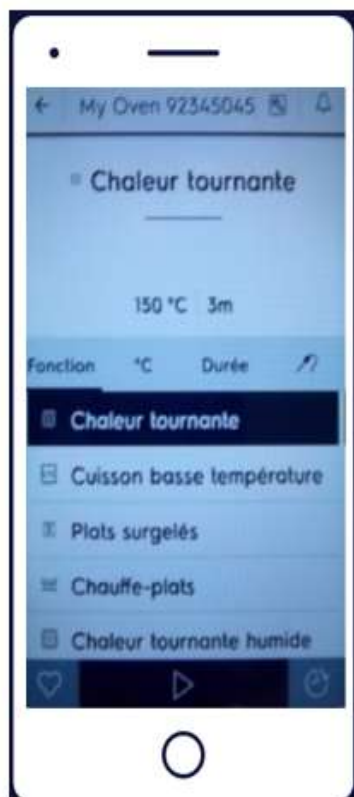 My Oven 92345045
Chaleur tournante
150 °C 3m
Fonction °C Durée
Chaleur tournante
Cuisson basse température
Plats surgelés
Chauffe-plats
Chaleur tournante humide